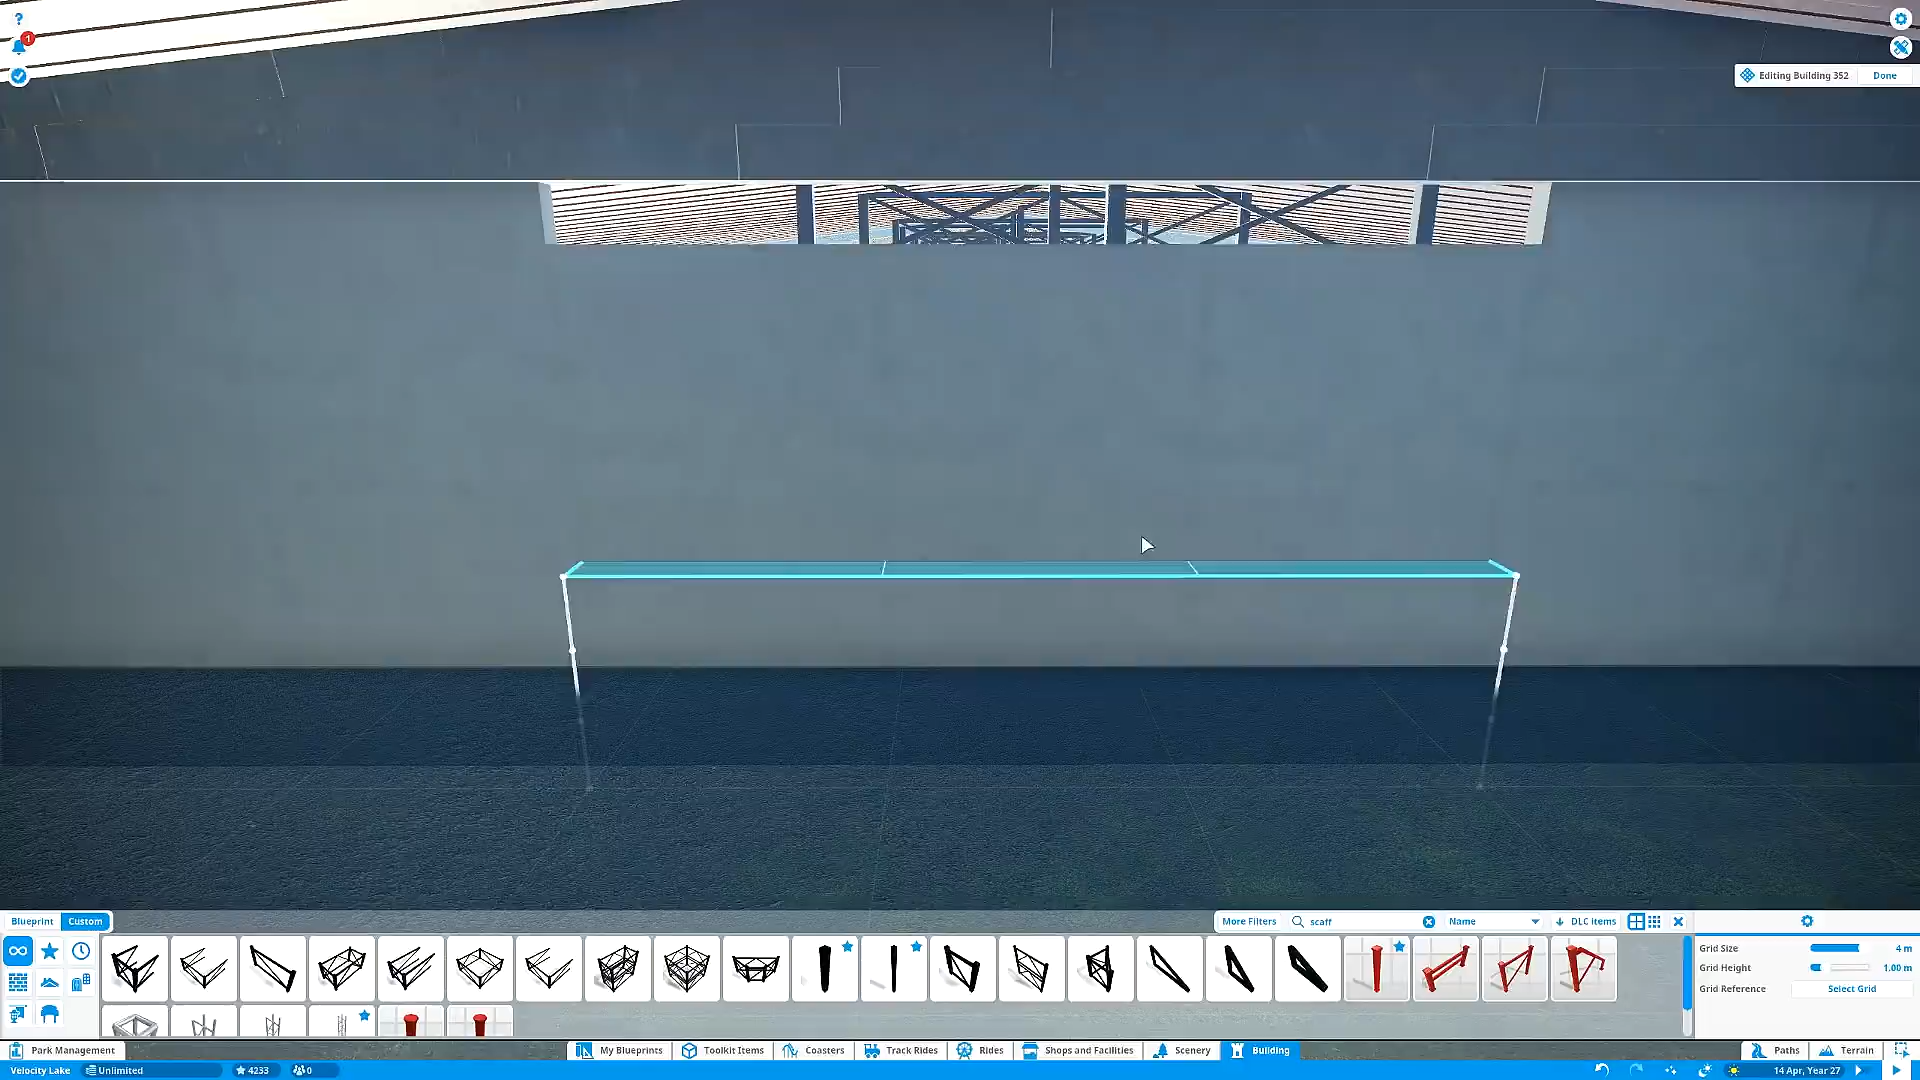 ?
1
Editing Building 352 Done
Blueprint Custom
More Filters scaff Name DLC items
Grid Size 4 m
Grid Height 1.00 m
Grid Reference Select Grid
Park Management My Blueprints Toolkit Items Coasters Track Rides Rides Shops and Facilities Scenery Building Paths Terrain
Velocity Lake Unlimited 4233 0 14 Apr, Year 27